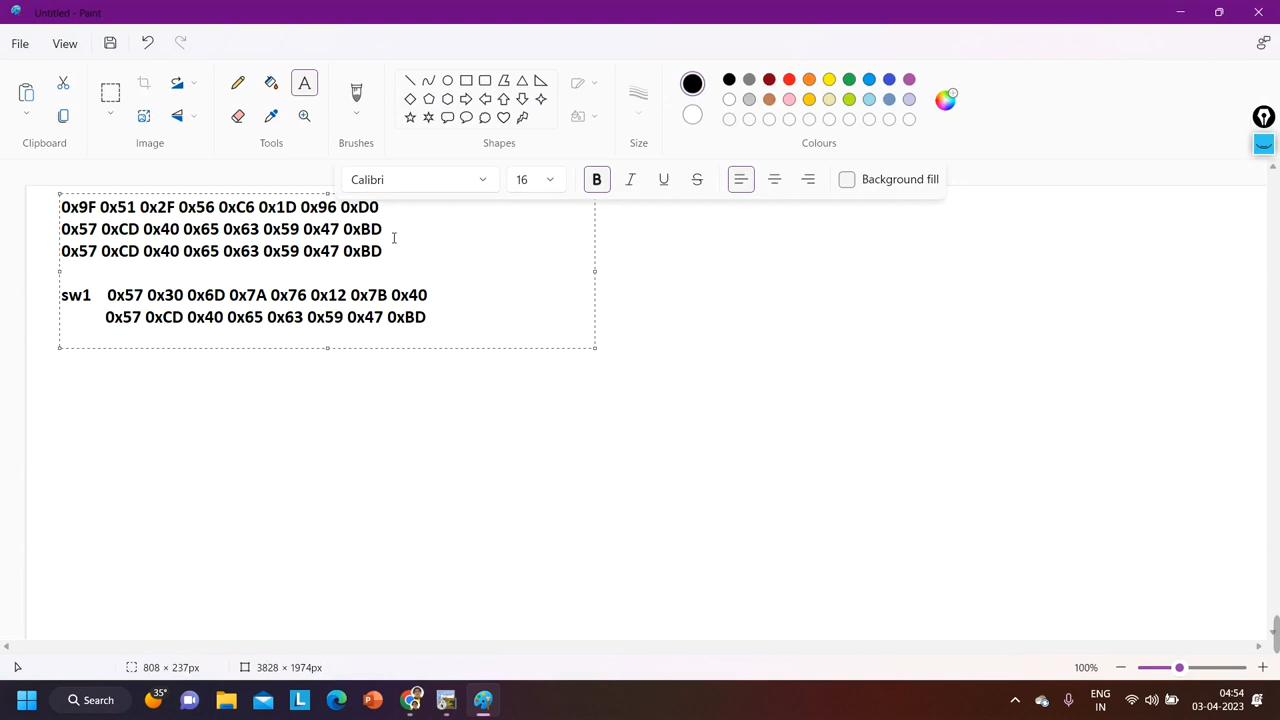 Untitled - Paint
File View
Clipboard
Image
Tools
Brushes
Shapes
Size
Colours
Calibri 16 B I U S Background fill
0x9F 0x51 0x2F 0x56 0xC6 0x1D 0x96 0xD0
0x57 0xCD 0x40 0x65 0x63 0x59 0x47 0xBD
0x57 0xCD 0x40 0x65 0x63 0x59 0x47 0xBD
sw1 0x57 0x30 0x6D 0x7A 0x76 0x12 0x7B 0x40
0x57 0xCD 0x40 0x65 0x63 0x59 0x47 0xBD
808 × 237px 3828 × 1974px 100%
Search 35° L P ENG 04:54
IN 03-04-2023